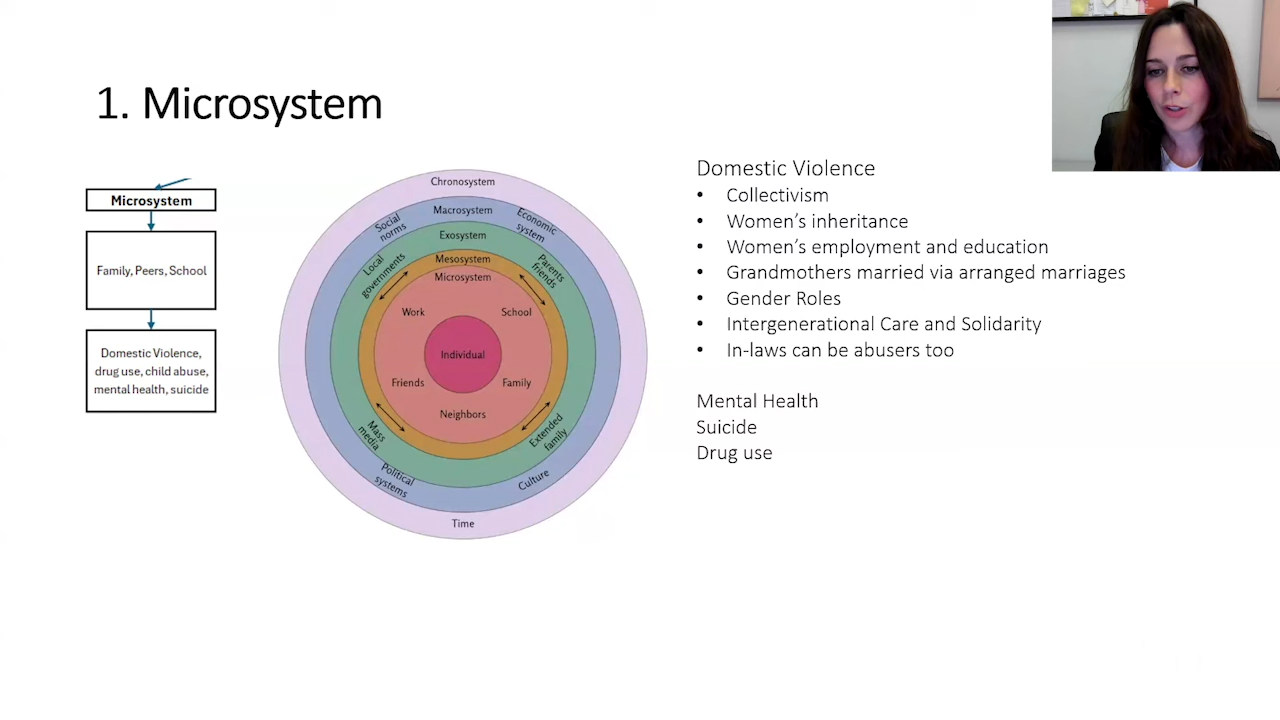 1. Microsystem
Microsystem
Family, Peers, School
Domestic Violence,
drug use, child abuse,
mental health, suicide
Chronosystem
Macrosystem
Social
norms
Economic
system
Exosystem
Local
governments
Parents
friends
Mesosystem
Microsystem
Work
School
Individual
Friends
Family
Neighbors
Mass
media
Extended
family
Political
systems
Culture
Time
Domestic Violence
• Collectivism
• Women’s inheritance
• Women’s employment and education
• Grandmothers married via arranged marriages
• Gender Roles
• Intergenerational Care and Solidarity
• In-laws can be abusers too
Mental Health
Suicide
Drug use